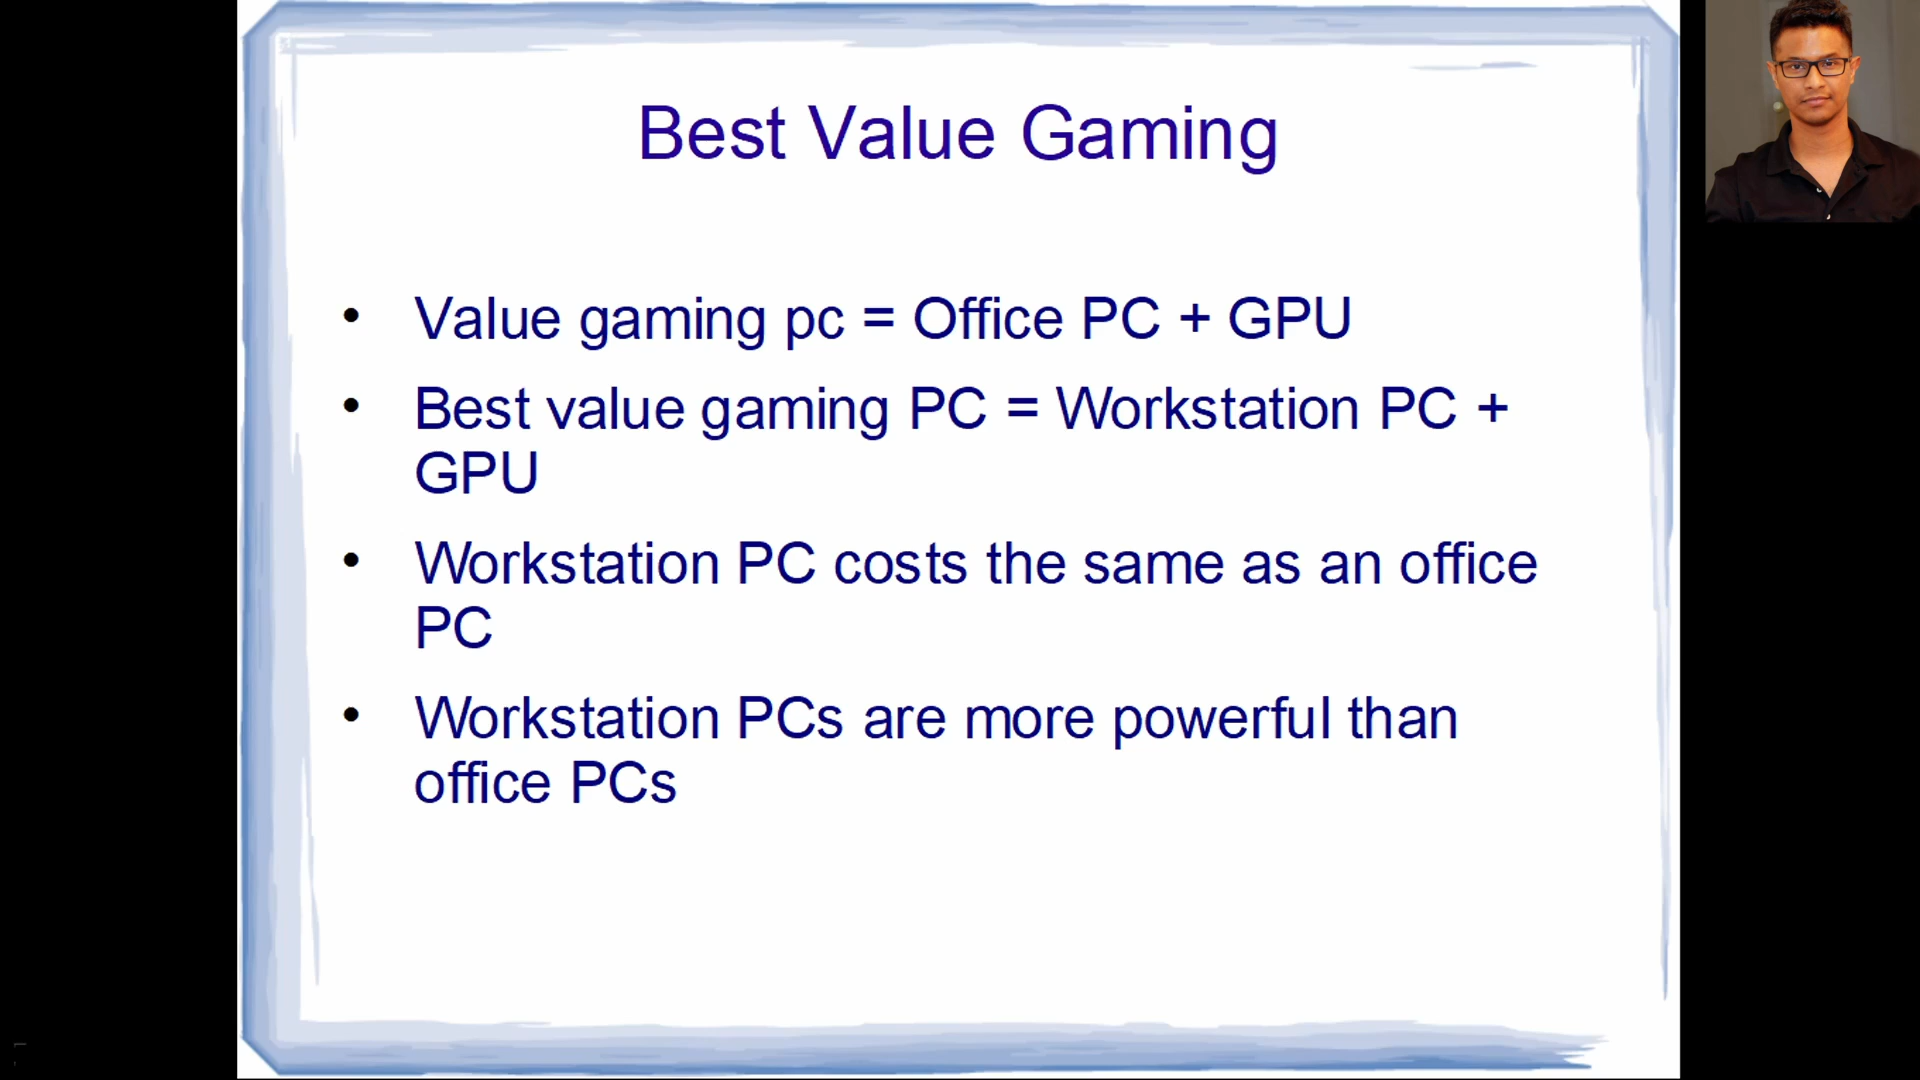 Best Value Gaming
• Value gaming pc = Office PC + GPU
• Best value gaming PC = Workstation PC +
GPU
• Workstation PC costs the same as an office
PC
• Workstation PCs are more powerful than
office PCs